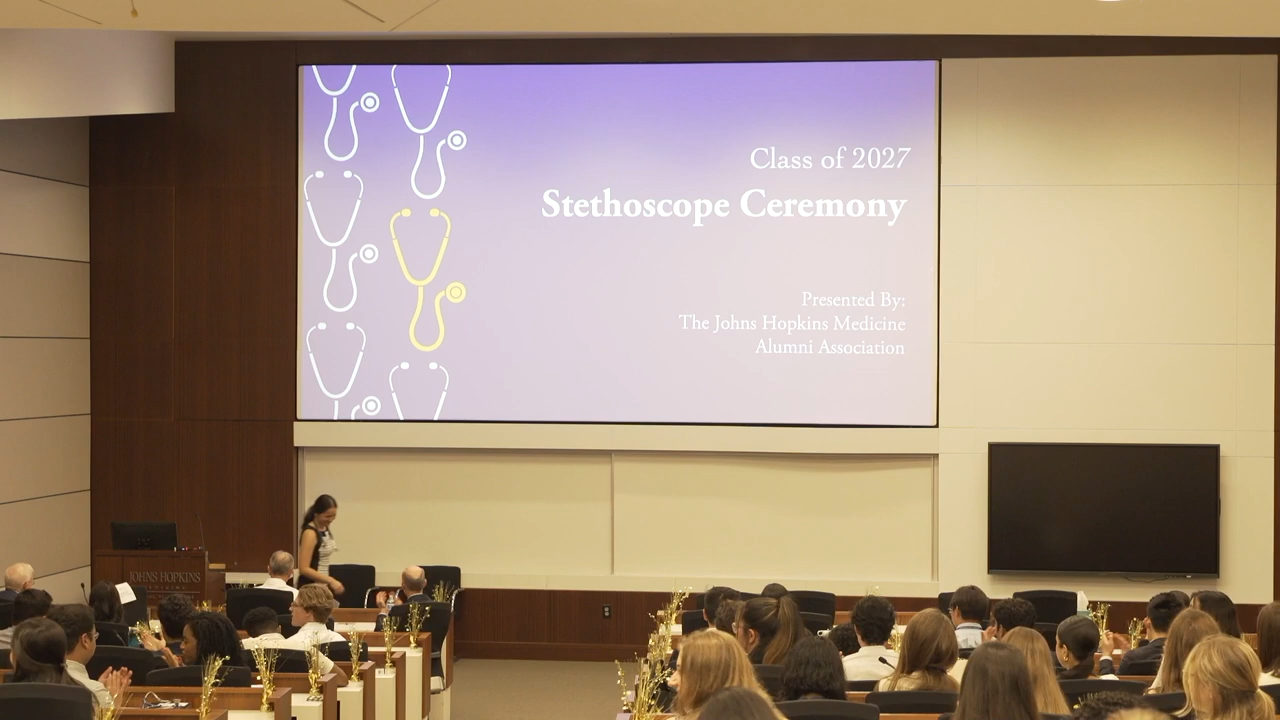 Class of 2027
Stethoscope Ceremony
Presented By:
The Johns Hopkins Medicine
Alumni Association
JOHNS HOPKINS